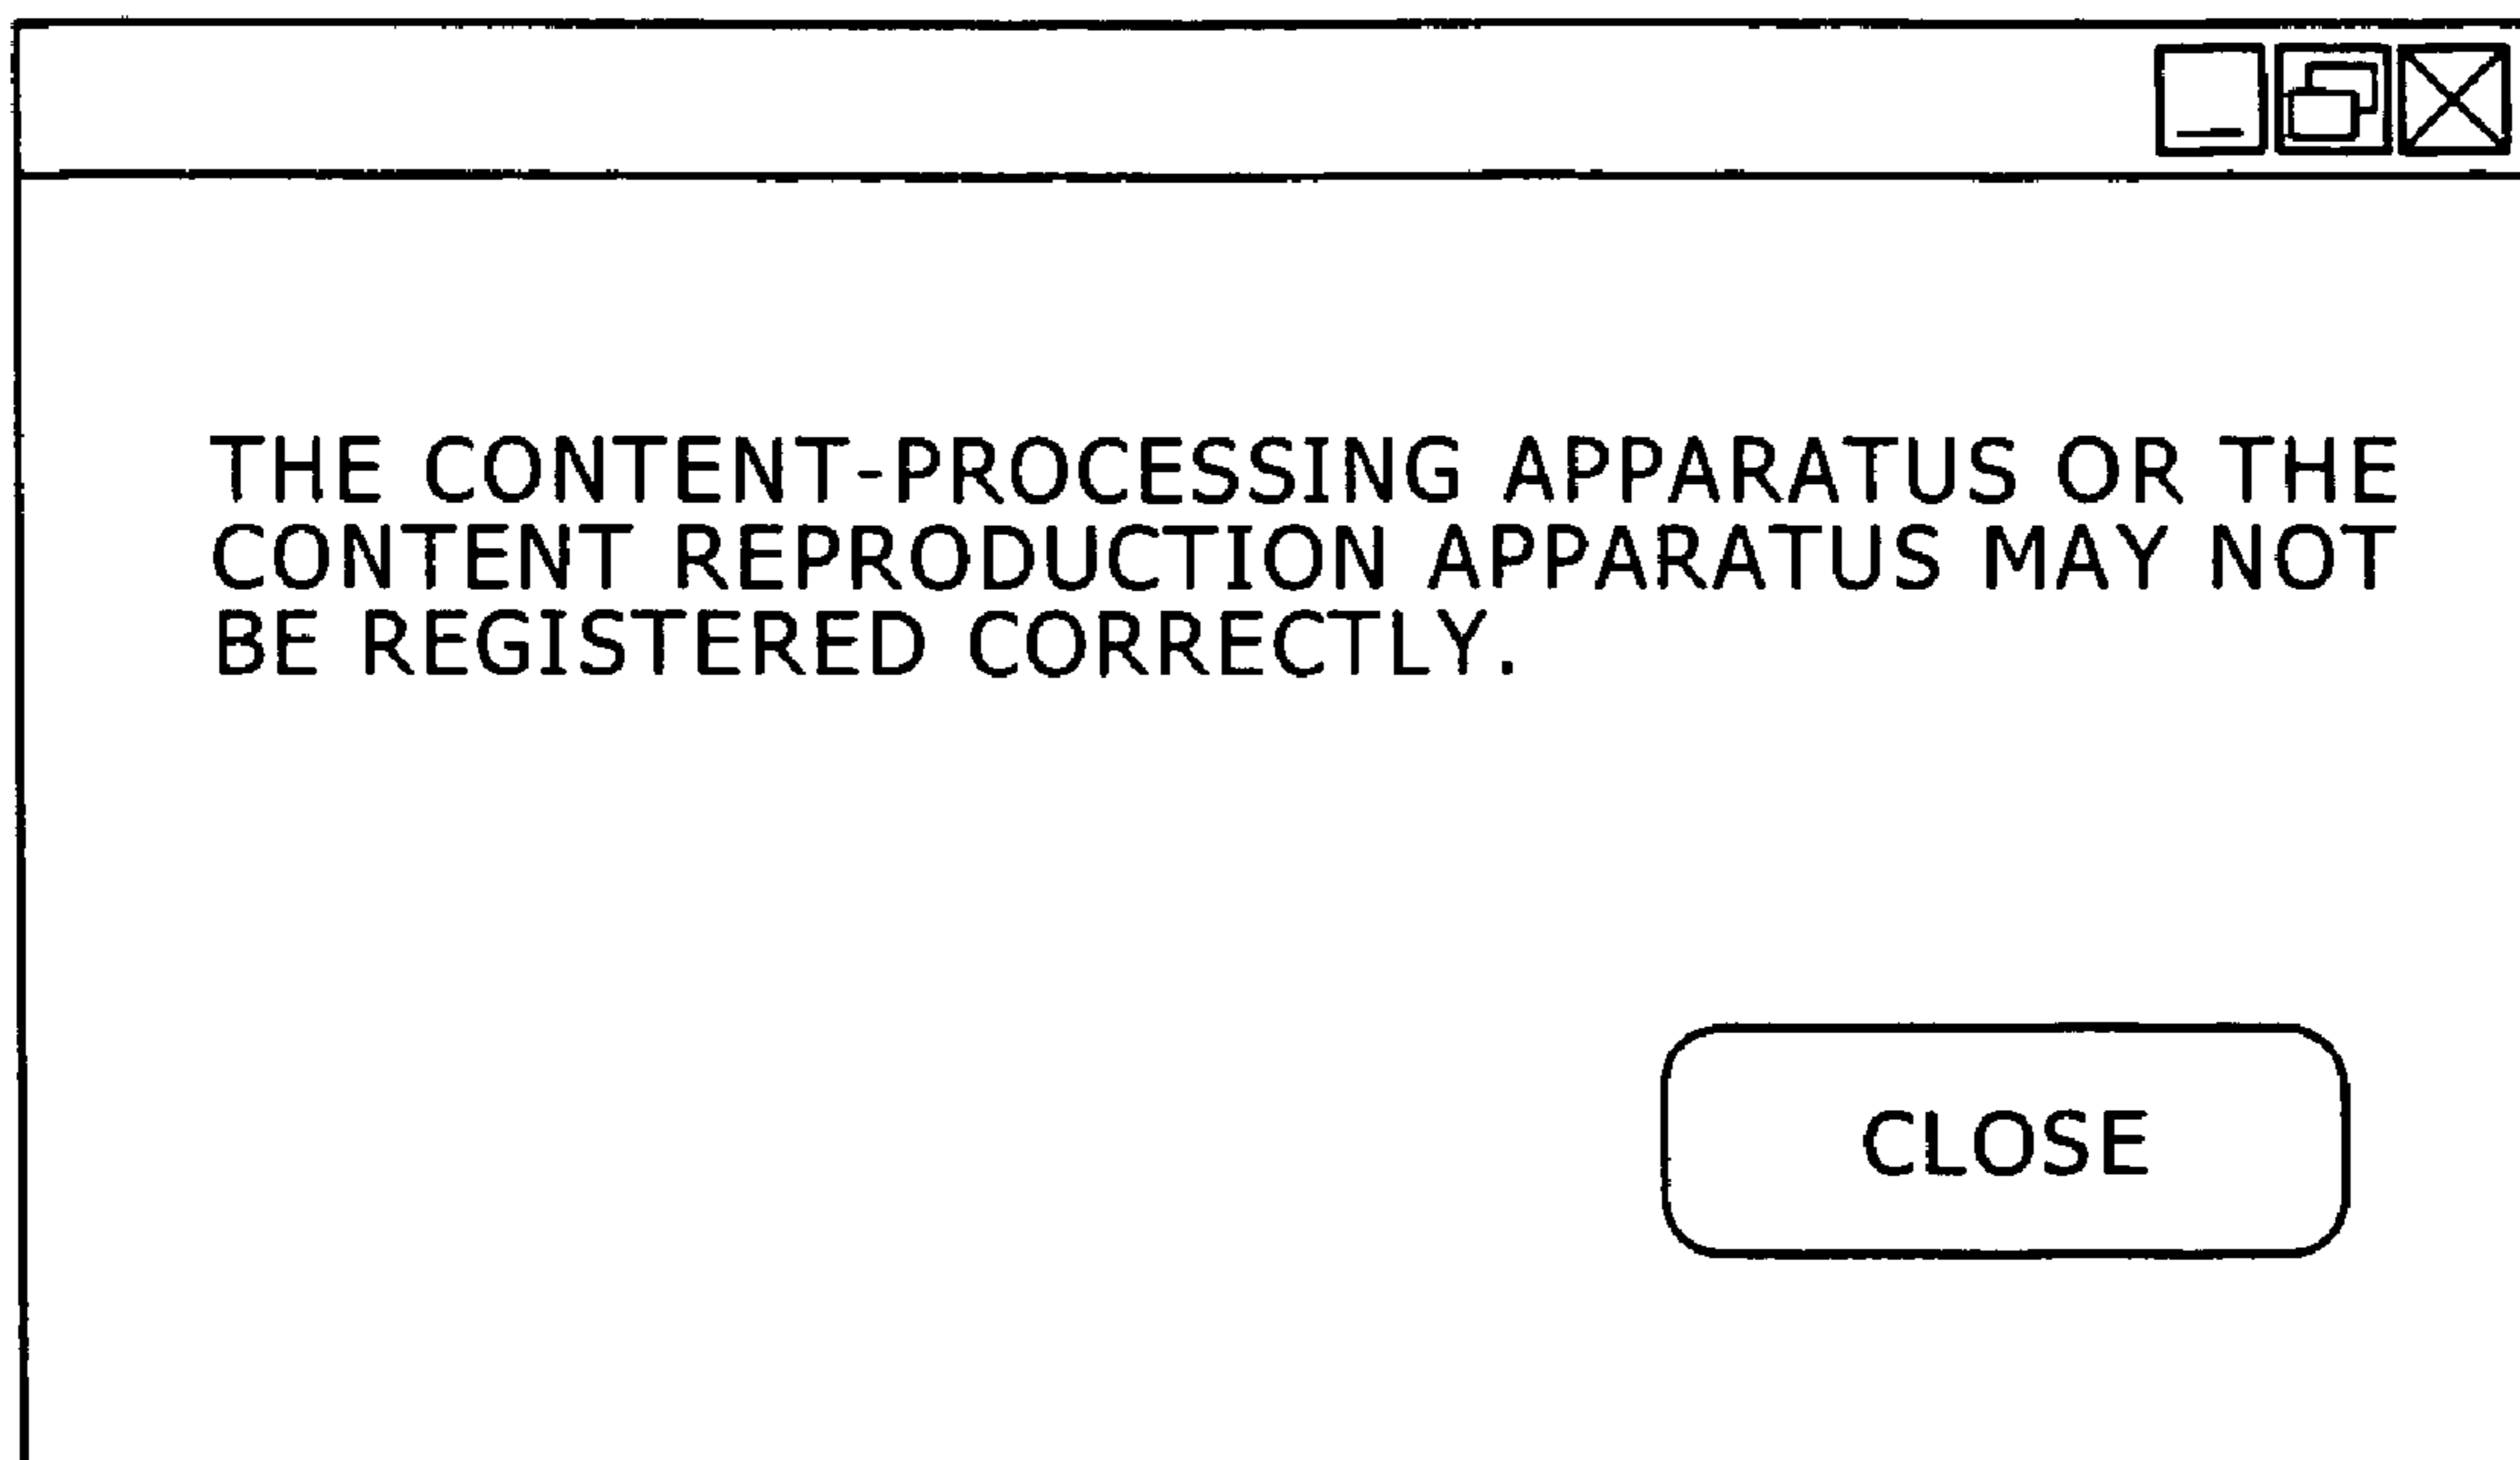 THE CONTENT-PROCESSING APPARATUS OR THE
CONTENT REPRODUCTION APPARATUS MAY NOT
BE REGISTERED CORRECTLY.
CLOSE